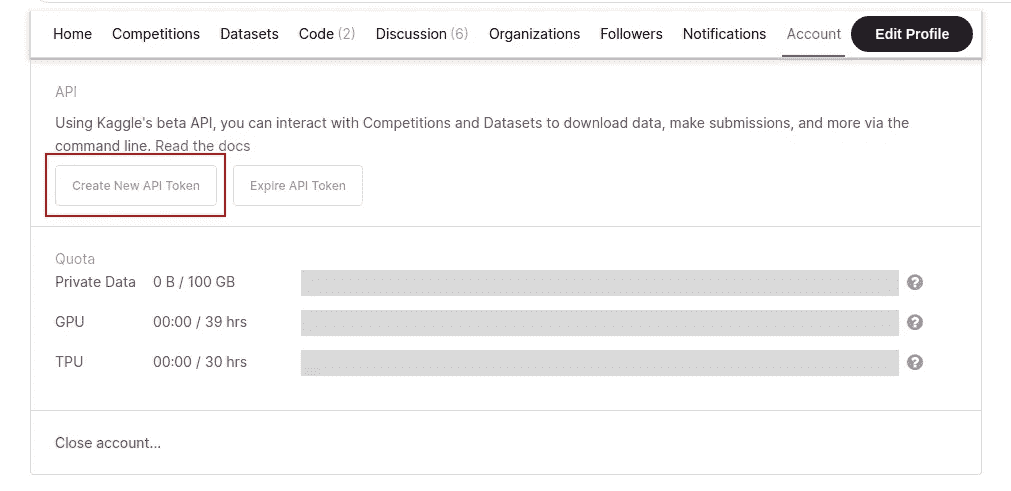 Home Competitions Datasets Code (2) Discussion (6) Organizations Followers Notifications Account Edit Profile
API
Using Kaggle's beta API, you can interact with Competitions and Datasets to download data, make submissions, and more via the
command line. Read the docs
Create New API Token Expire API Token
Quota
Private Data 0 B / 100 GB ?
GPU 00:00 / 39 hrs ?
TPU 00:00 / 30 hrs ?
Close account...